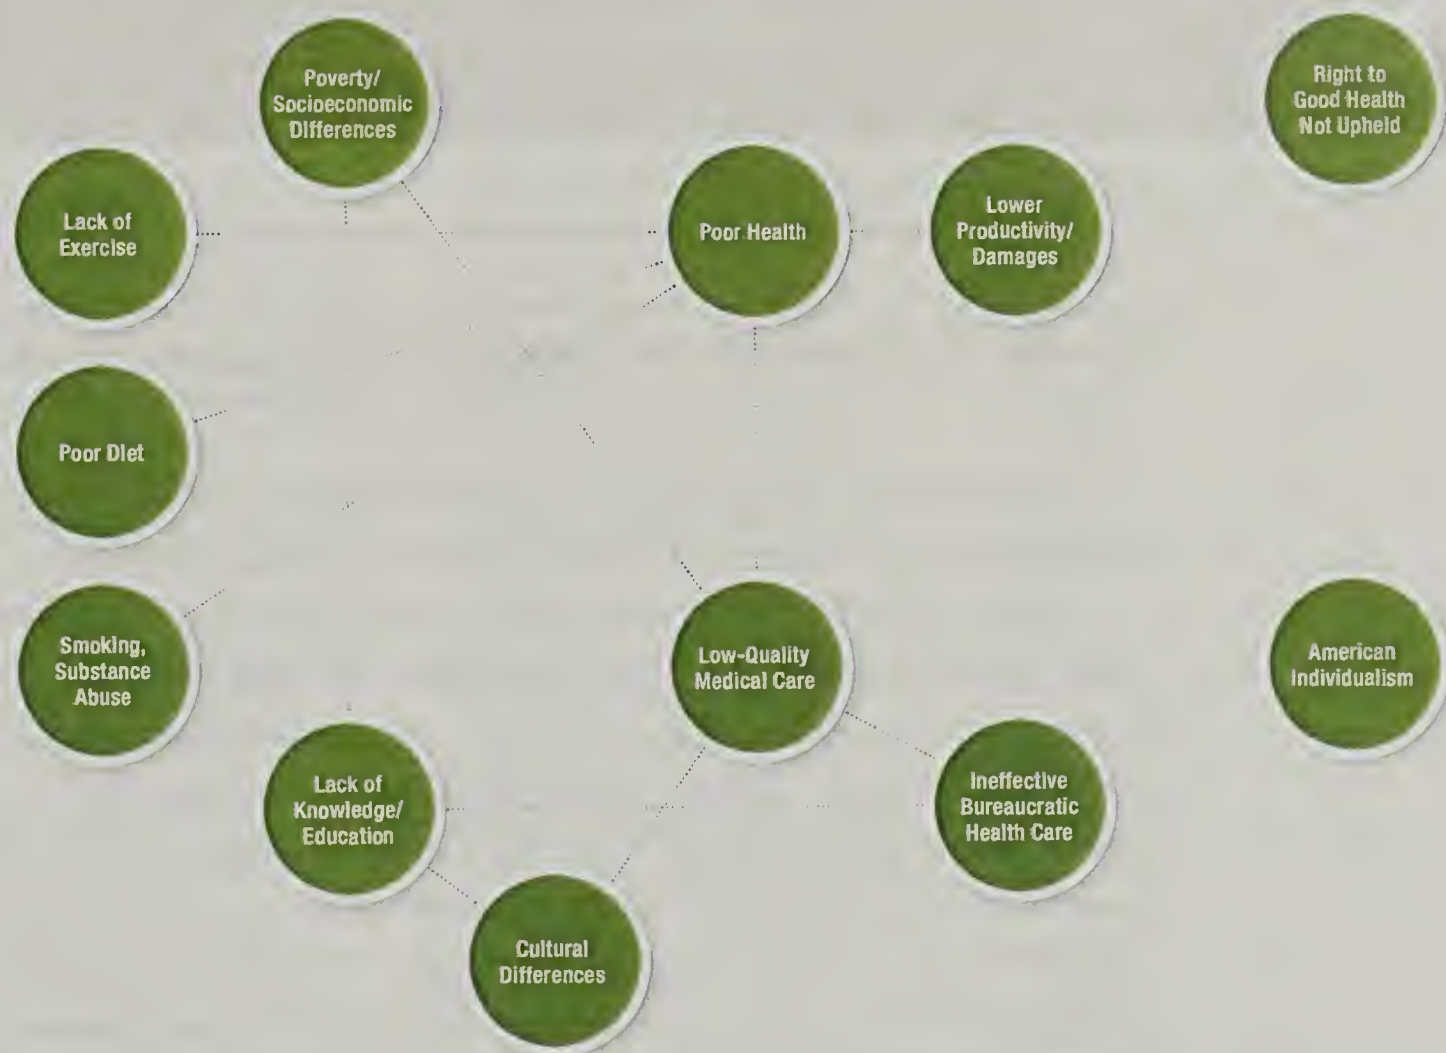 Poverty/
Socioeconomic
Differences
Right to
Good Health
Not Upheld
Lack of
Exercise
Poor Health
Lower
Productivity/
Damages
Poor Diet
Smoking,
Substance
Abuse
Low-Quality
Medical Care
American
Individualism
Lack of
Knowledge/
Education
Ineffective
Bureaucratic
Health Care
Cultural
Differences